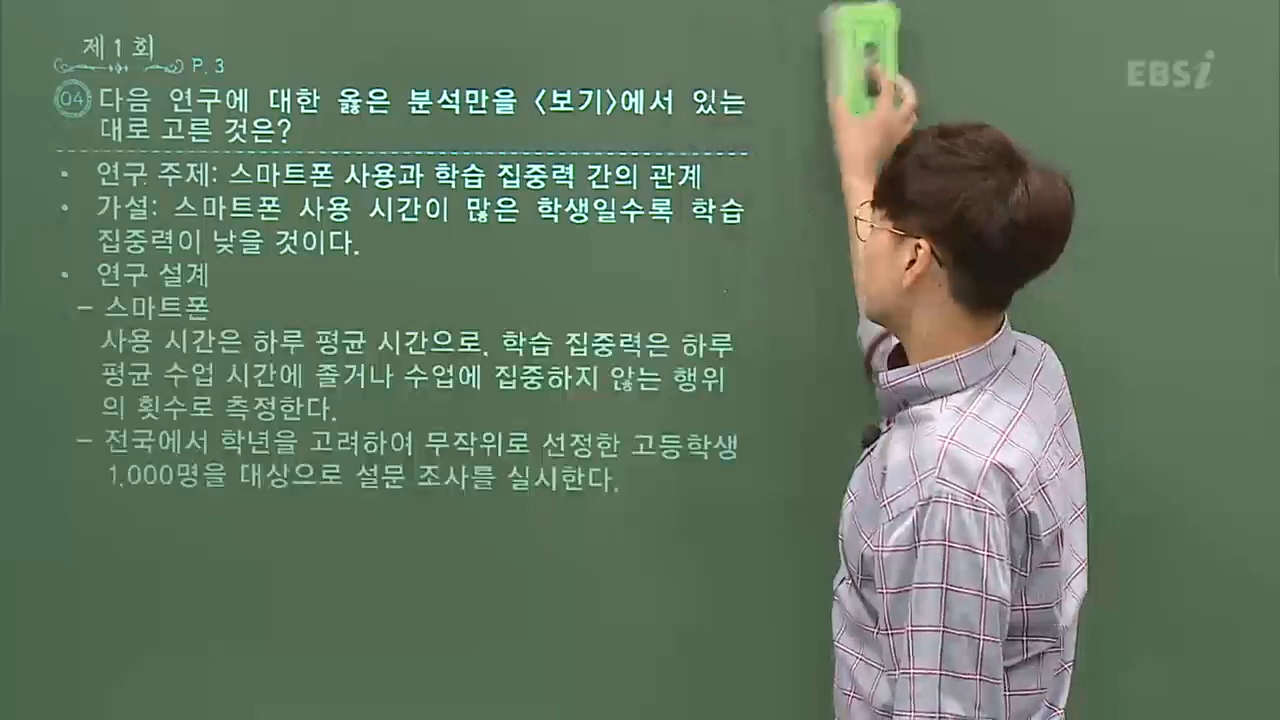 제1회
P. 3
04 다음 연구에 대한 옳은 분석만을 <보기>에서 있는
대로 고른 것은?
• 연구 주제: 스마트폰 사용과 학습 집중력 간의 관계
• 가설: 스마트폰 사용 시간이 많은 학생일수록 학습
집중력이 낮을 것이다.
• 연구 설계
- 스마트폰
사용 시간은 하루 평균 시간으로, 학습 집중력은 하루
평균 수업 시간에 졸거나 수업에 집중하지 않는 행위
의 횟수로 측정한다.
- 전국에서 학년을 고려하여 무작위로 선정한 고등학생
1,000명을 대상으로 설문 조사를 실시한다.
EBSi